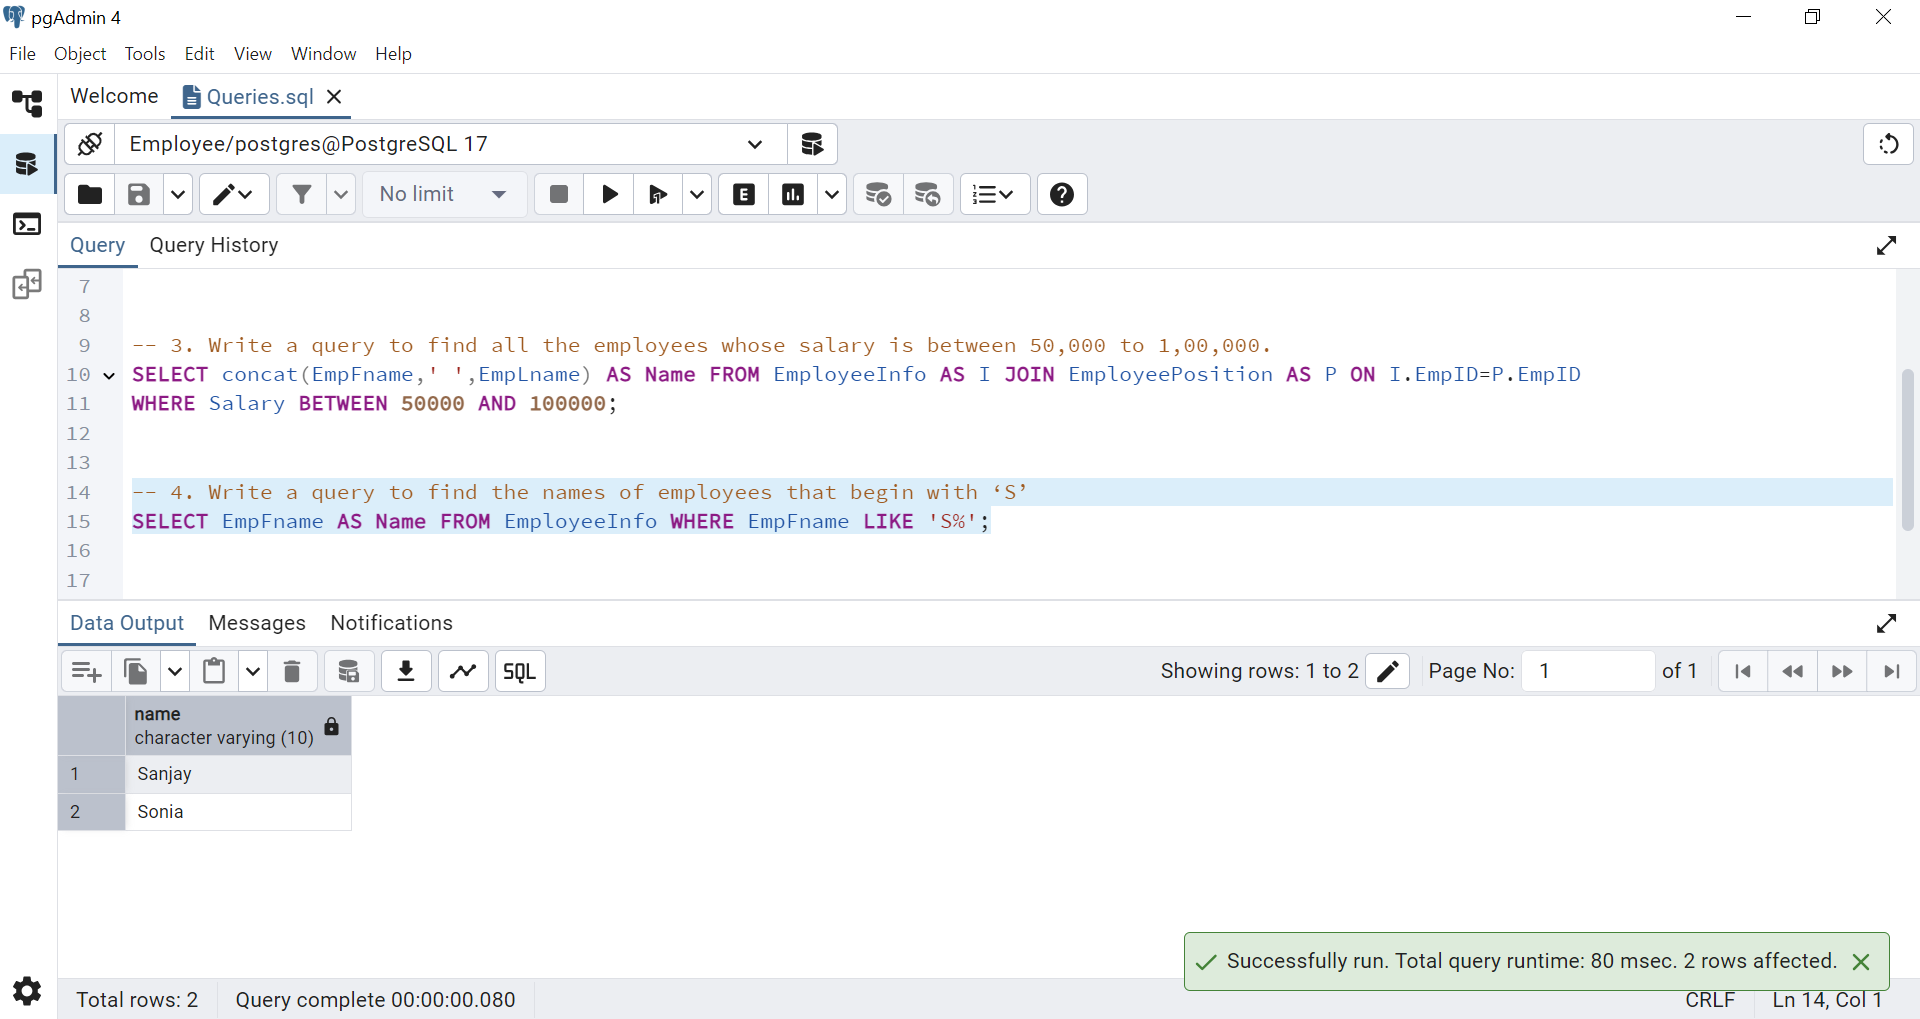 pgAdmin 4
File Object Tools Edit View Window Help
Welcome Queries.sql
Employee/postgres@PostgreSQL 17
No limit E
Query Query History
7
8
9 -- 3. Write a query to find all the employees whose salary is between 50,000 to 1,00,000.
10 SELECT concat(EmpFname,' ',EmpLname) AS Name FROM EmployeeInfo AS I JOIN EmployeePosition AS P ON I.EmpID=P.EmpID
11 WHERE Salary BETWEEN 50000 AND 100000;
12
13
14 -- 4. Write a query to find the names of employees that begin with ‘S’
15 SELECT EmpFname AS Name FROM EmployeeInfo WHERE EmpFname LIKE 'S%';
16
17
Data Output Messages Notifications
SQL Showing rows: 1 to 2 Page No: 1 of 1
name
character varying (10)
1 Sanjay
2 Sonia
Successfully run. Total query runtime: 80 msec. 2 rows affected.
Total rows: 2 Query complete 00:00:00.080 CRLF Ln 14, Col 1